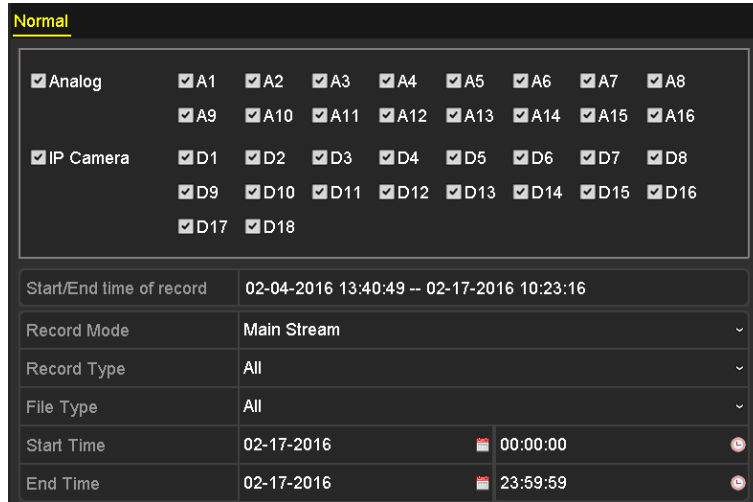 Normal
Analog A1 A2 A3 A4 A5 A6 A7 A8
A9 A10 A11 A12 A13 A14 A15 A16
IP Camera D1 D2 D3 D4 D5 D6 D7 D8
D9 D10 D11 D12 D13 D14 D15 D16
D17 D18
Start/End time of record 02-04-2016 13:40:49 -- 02-17-2016 10:23:16
Record Mode Main Stream
Record Type All
File Type All
Start Time 02-17-2016 00:00:00
End Time 02-17-2016 23:59:59